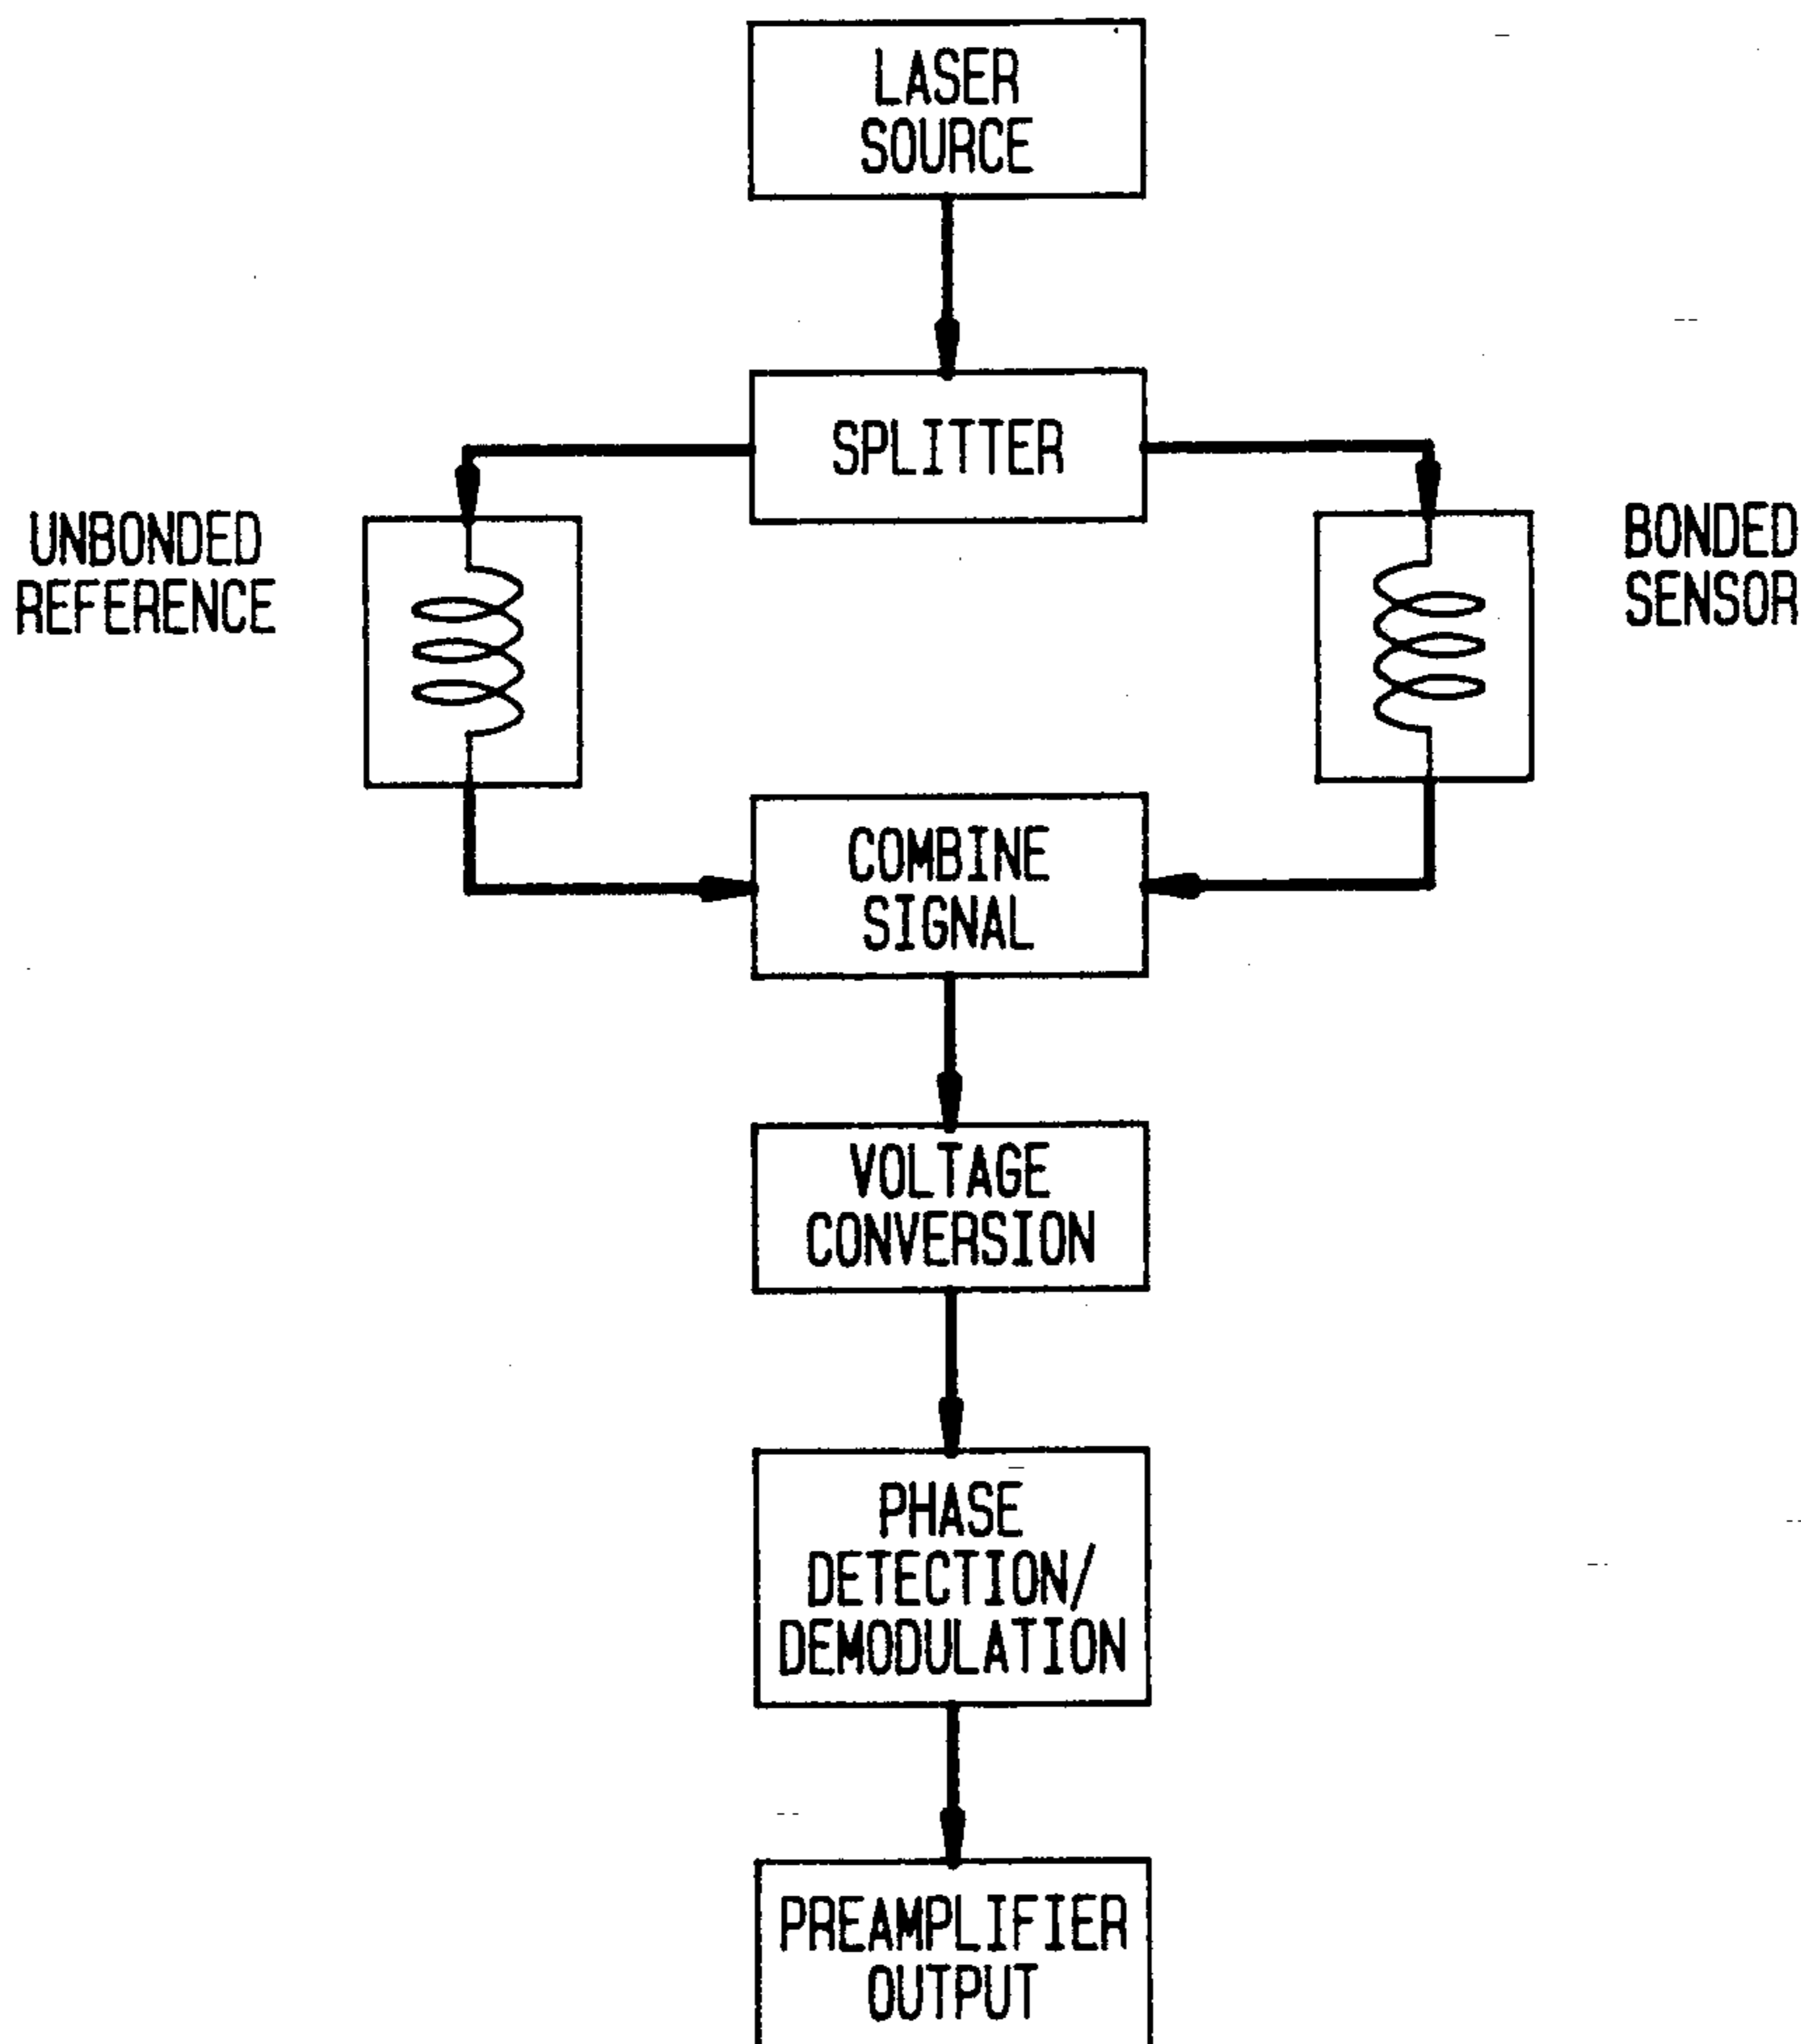 LASER
SOURCE
SPLITTER
UNBONDED
REFERENCE
BONDED
SENSOR
COMBINE
SIGNAL
VOLTAGE
CONVERSION
PHASE
DETECTION/
DEMODULATION
PREAMPLIFIER
OUTPUT